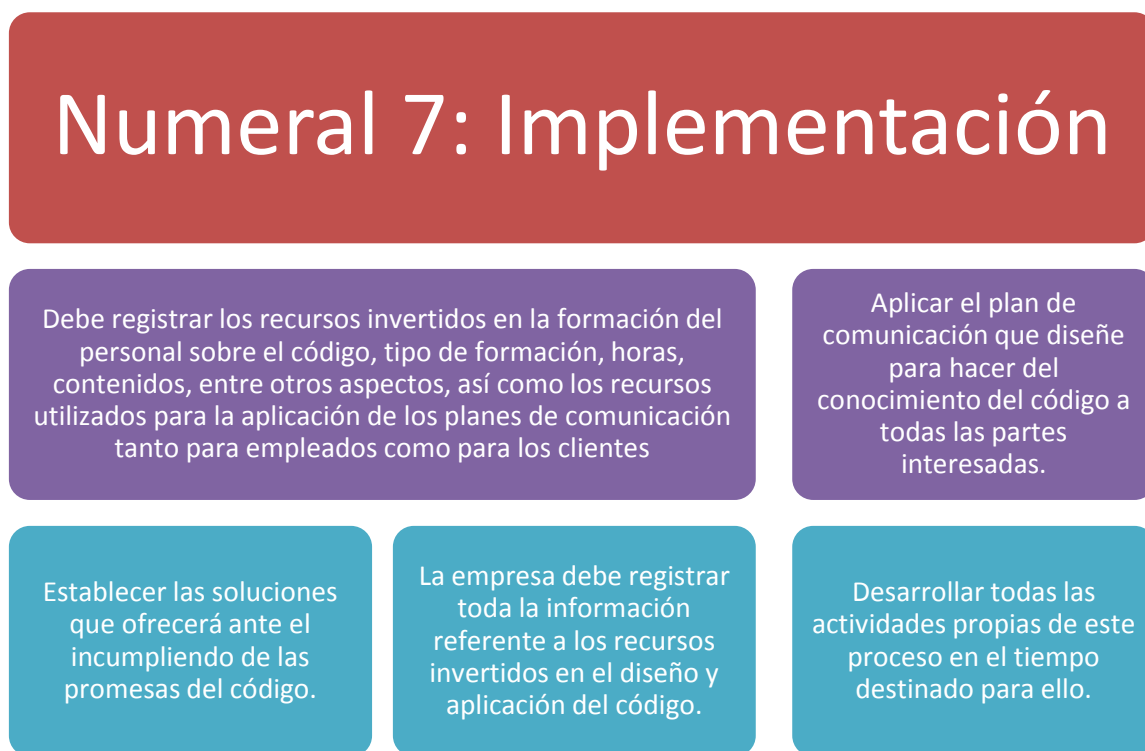 Numeral 7: Implementación
Debe registrar los recursos invertidos en la formación del
personal sobre el código, tipo de formación, horas,
contenidos, entre otros aspectos, así como los recursos
utilizados para la aplicación de los planes de comunicación
tanto para empleados como para los clientes
Aplicar el plan de
comunicación que diseñe
para hacer del
conocimiento del código a
todas las partes
interesadas.
Establecer las soluciones
que ofrecerá ante el
incumpliendo de las
promesas del código.
La empresa debe registrar
toda la información
referente a los recursos
invertidos en el diseño y
aplicación del código.
Desarrollar todas las
actividades propias de este
proceso en el tiempo
destinado para ello.